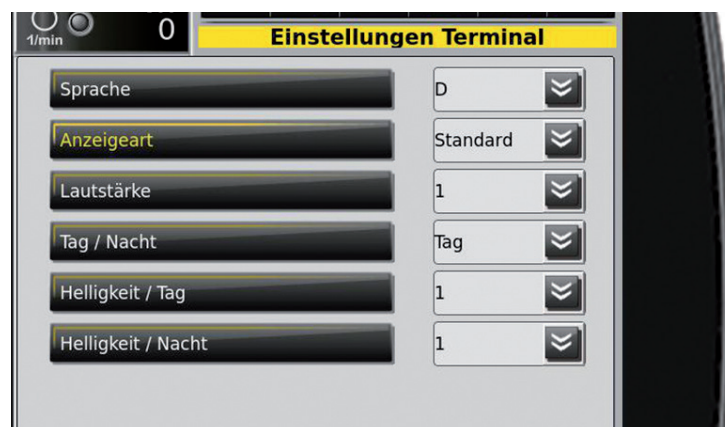 1/min
0
Einstellungen Terminal
Sprache D
Anzeigeart Standard
Lautstärke 1
Tag / Nacht Tag
Helligkeit / Tag 1
Helligkeit / Nacht 1